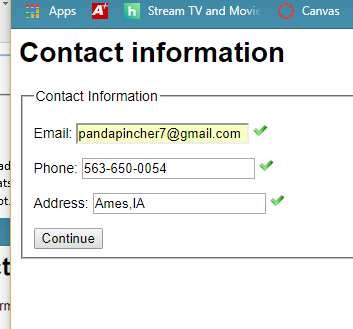 Apps A+ h Stream TV and Movie Canvas
Contact information
Contact Information
Email: pandapincher7@gmail.com
Phone: 563-650-0054
Address: Ames,IA
Continue